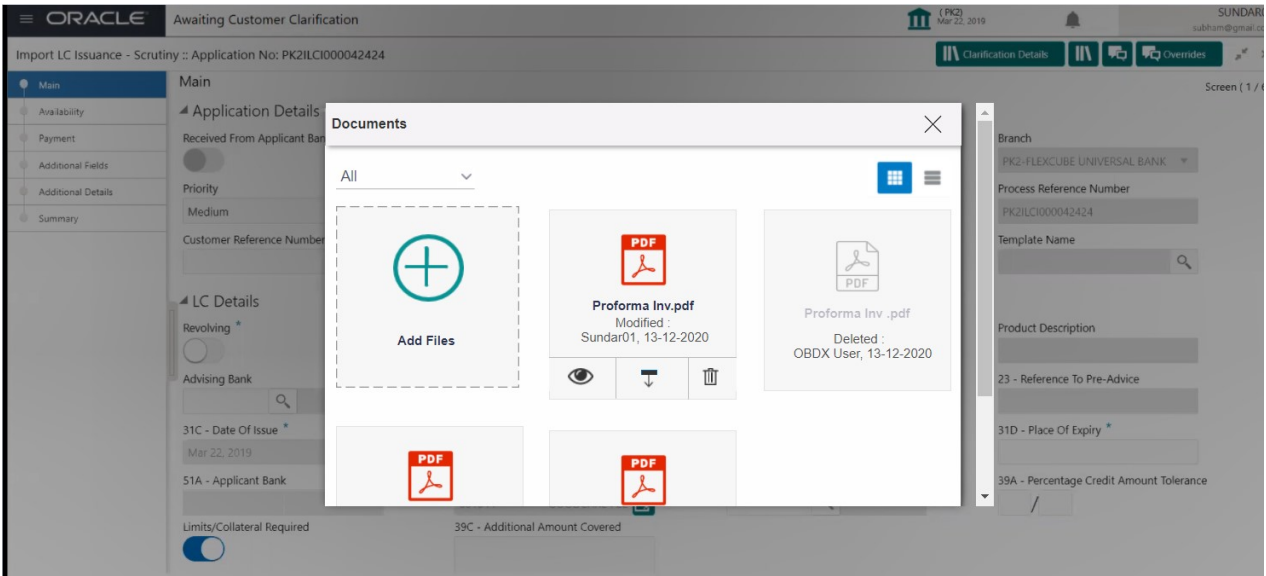 ORACLE
Awaiting Customer Clarification
(PK2)
Mar 22, 2019
subham@gmail.co
Import LC Issuance - Scrutiny :: Application No: PK2ILCI000042424
Clarification Details
Overrides
Main
Availability
Payment
Additional Fields
Additional Details
Summary
Main
Screen ( 1 / 6
Application Details
Received From Applicant Ban
Branch
PK2-FLEXCUBE UNIVERSAL BANK
Priority
Medium
Process Reference Number
PK2ILCI000042424
Customer Reference Number
Template Name
LC Details
Revolving *
Product Description
Advising Bank
23 - Reference To Pre-Advice
31C - Date Of Issue *
Mar 22, 2019
31D - Place Of Expiry *
51A - Applicant Bank
39A - Percentage Credit Amount Tolerance
/
Limits/Collateral Required
39C - Additional Amount Covered
Documents
All
Add Files
PDF
Proforma Inv.pdf
Modified :
Sundar01, 13-12-2020
PDF
Proforma Inv .pdf
Deleted :
OBDX User, 13-12-2020
PDF
PDF